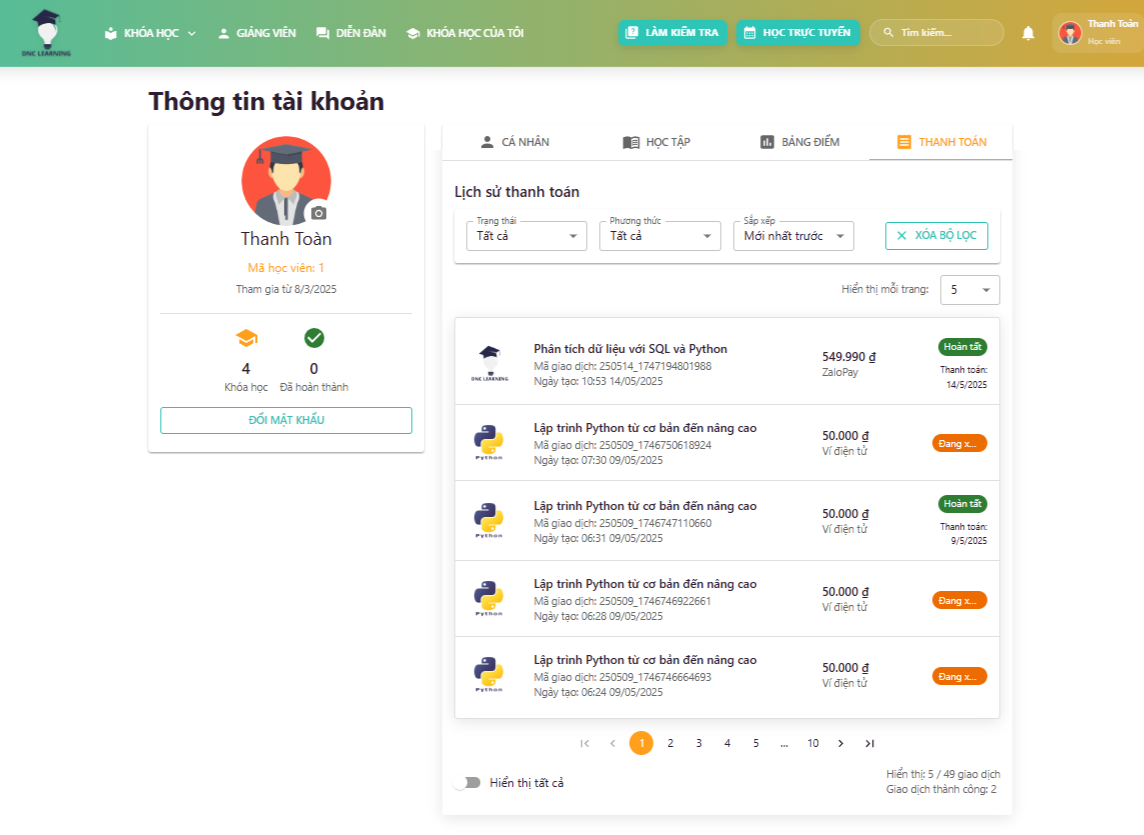 DNC LEARNING
KHÓA HỌC
GIẢNG VIÊN
DIỄN ĐÀN
KHÓA HỌC CỦA TÔI
LÀM KIỂM TRA
HỌC TRỰC TUYẾN
Tìm kiếm...
Thanh Toàn
Học viên
Thông tin tài khoản
Thanh Toàn
Mã học viên: 1
Tham gia từ 8/3/2025
4
0
Khóa học
Đã hoàn thành
ĐỔI MẬT KHẨU
CÁ NHÂN
HỌC TẬP
BẢNG ĐIỂM
THANH TOÁN
Lịch sử thanh toán
Trạng thái
Tất cả
Phương thức
Tất cả
Sắp xếp
Mới nhất trước
XÓA BỘ LỌC
Hiển thị mỗi trang:
5
DNC LEARNING
Phân tích dữ liệu với SQL và Python
Mã giao dịch: 250514_1747194801988
Ngày tạo: 10:53 14/05/2025
549.990 ₫
ZaloPay
Hoàn tất
Thanh toán:
14/5/2025
Python
Lập trình Python từ cơ bản đến nâng cao
Mã giao dịch: 250509_1746750618924
Ngày tạo: 07:30 09/05/2025
50.000 ₫
Ví điện tử
Đang x...
Python
Lập trình Python từ cơ bản đến nâng cao
Mã giao dịch: 250509_1746747110660
Ngày tạo: 06:31 09/05/2025
50.000 ₫
Ví điện tử
Hoàn tất
Thanh toán:
9/5/2025
Python
Lập trình Python từ cơ bản đến nâng cao
Mã giao dịch: 250509_1746746922661
Ngày tạo: 06:28 09/05/2025
50.000 ₫
Ví điện tử
Đang x...
Python
Lập trình Python từ cơ bản đến nâng cao
Mã giao dịch: 250509_1746746664693
Ngày tạo: 06:24 09/05/2025
50.000 ₫
Ví điện tử
Đang x...
1 2 3 4 5 ... 10
Hiển thị tất cả
Hiển thị: 5 / 49 giao dịch
Giao dịch thành công: 2